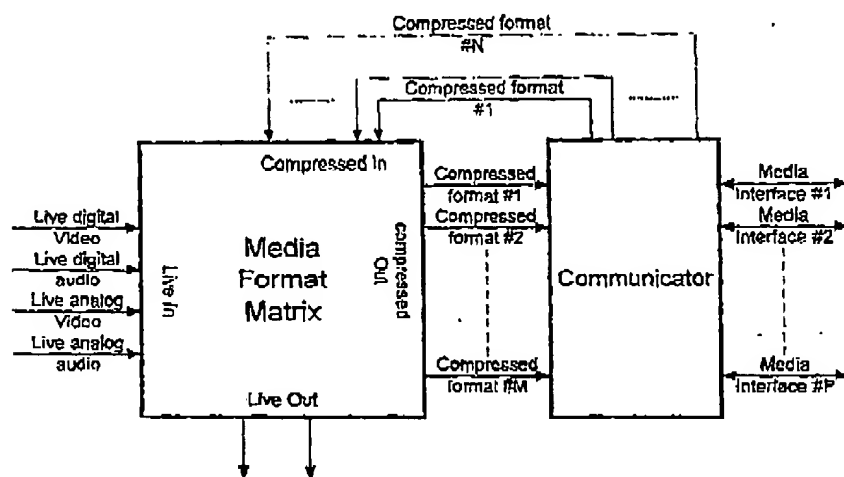 Compressed format
#N
Compressed format
#1
Compressed In
Compressed
format #1
Media
Interface #1
Live digital
Video
Compressed
format #2
Media
Interface #2
Live digital
audio
Live In
Media
Format
Matrix
compressed
Out
Communicator
Live analog
Video
Live analog
audio
Compressed
format #M
Media
Interface #P
Live Out